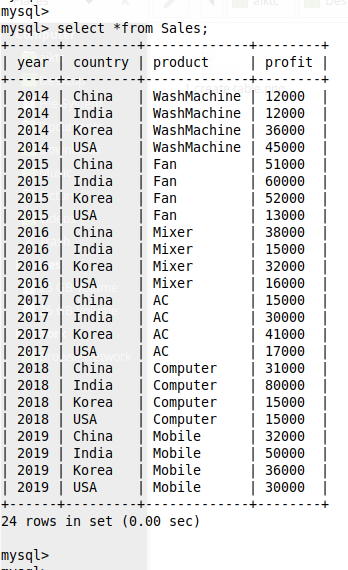 mysql>
mysql> select *from Sales;
+------+---------+-------------+--------+
| year | country | product     | profit |
+------+---------+-------------+--------+
| 2014 | China   | WashMachine | 12000  |
| 2014 | India   | WashMachine | 12000  |
| 2014 | Korea   | WashMachine | 36000  |
| 2014 | USA     | WashMachine | 45000  |
| 2015 | China   | Fan         | 51000  |
| 2015 | India   | Fan         | 60000  |
| 2015 | Korea   | Fan         | 52000  |
| 2015 | USA     | Fan         | 13000  |
| 2016 | China   | Mixer       | 38000  |
| 2016 | India   | Mixer       | 15000  |
| 2016 | Korea   | Mixer       | 32000  |
| 2016 | USA     | Mixer       | 16000  |
| 2017 | China   | AC          | 15000  |
| 2017 | India   | AC          | 30000  |
| 2017 | Korea   | AC          | 41000  |
| 2017 | USA     | AC          | 17000  |
| 2018 | China   | Computer    | 31000  |
| 2018 | India   | Computer    | 80000  |
| 2018 | Korea   | Computer    | 15000  |
| 2018 | USA     | Computer    | 15000  |
| 2019 | China   | Mobile      | 32000  |
| 2019 | India   | Mobile      | 50000  |
| 2019 | Korea   | Mobile      | 36000  |
| 2019 | USA     | Mobile      | 30000  |
+------+---------+-------------+--------+
24 rows in set (0.00 sec)
mysql>